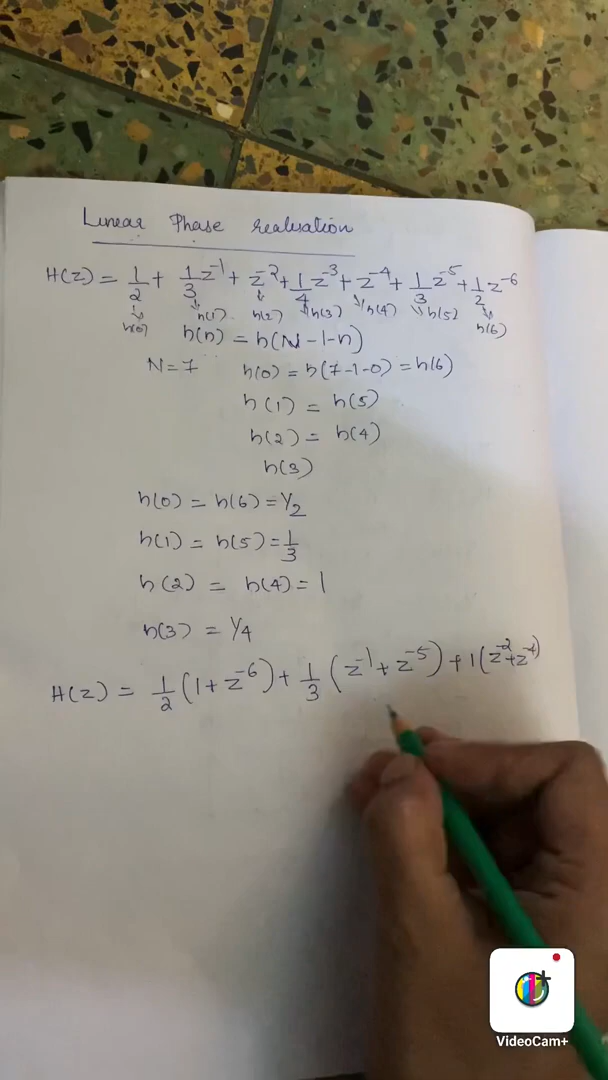 Linear Phase realisation
H(z) = 1/2 + 1/3 z^-1 + z^-2 + 1/4 z^-3 + z^-4 + 1/3 z^-5 + 1/2 z^-6
h(0) h(1) h(2) h(3) h(4) h(5) h(6)
h(n) = h(N-1-n)
N=7 h(0) = h(7-1-0) = h(6)
h(1) = h(5)
h(2) = h(4)
h(3)
h(0) = h(6) = 1/2
h(1) = h(5) = 1/3
h(2) = h(4) = 1
h(3) = 1/4
H(z) = 1/2 (1+z^-6) + 1/3 (z^-1 + z^-5) + 1(z^-2+z^-4)
VideoCam+